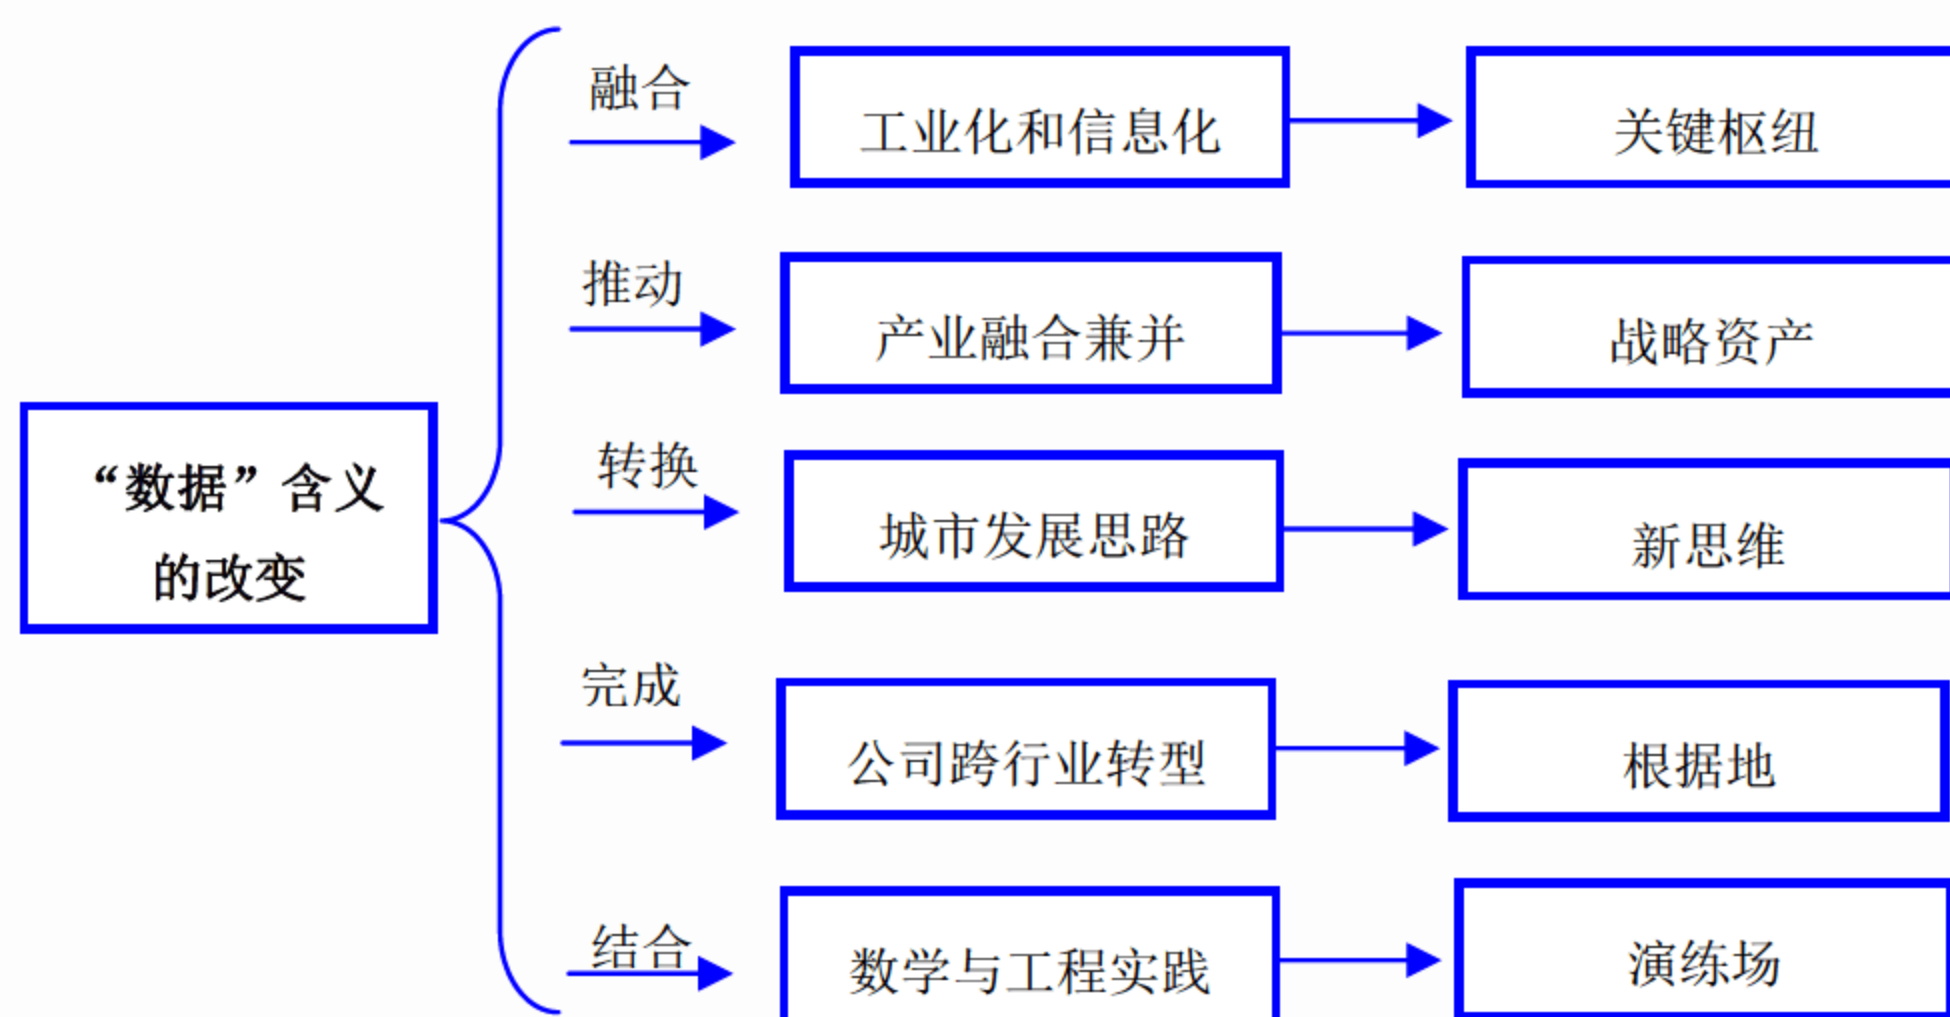 融合
工业化和信息化
关键枢纽
推动
产业融合兼并
战略资产
转换
城市发展思路
新思维
“数据”含义
的改变
完成
公司跨行业转型
根据地
结合
数学与工程实践
演练场